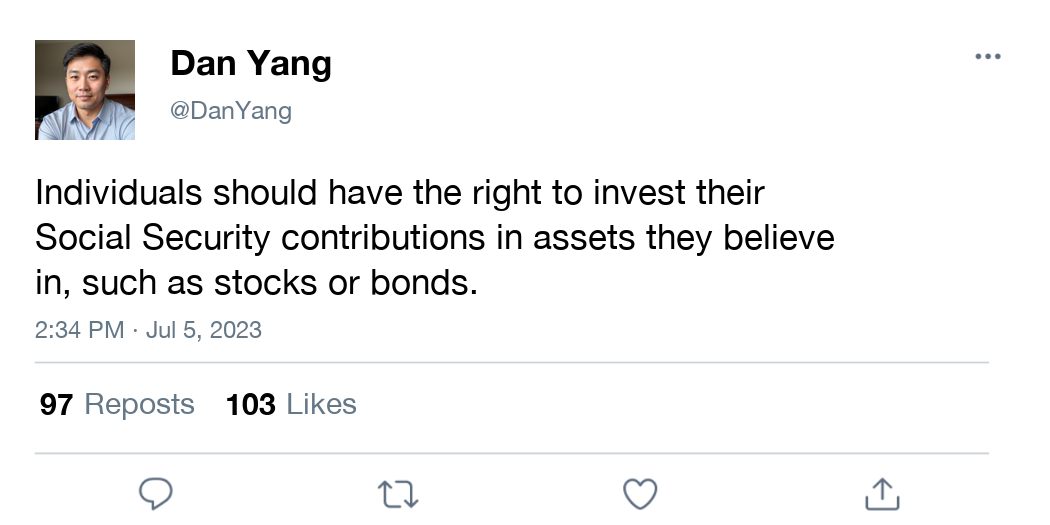 Dan Yang
@DanYang
Individuals should have the right to invest their
Social Security contributions in assets they believe
in, such as stocks or bonds.
2:34 PM · Jul 5, 2023
97 Reposts 103 Likes